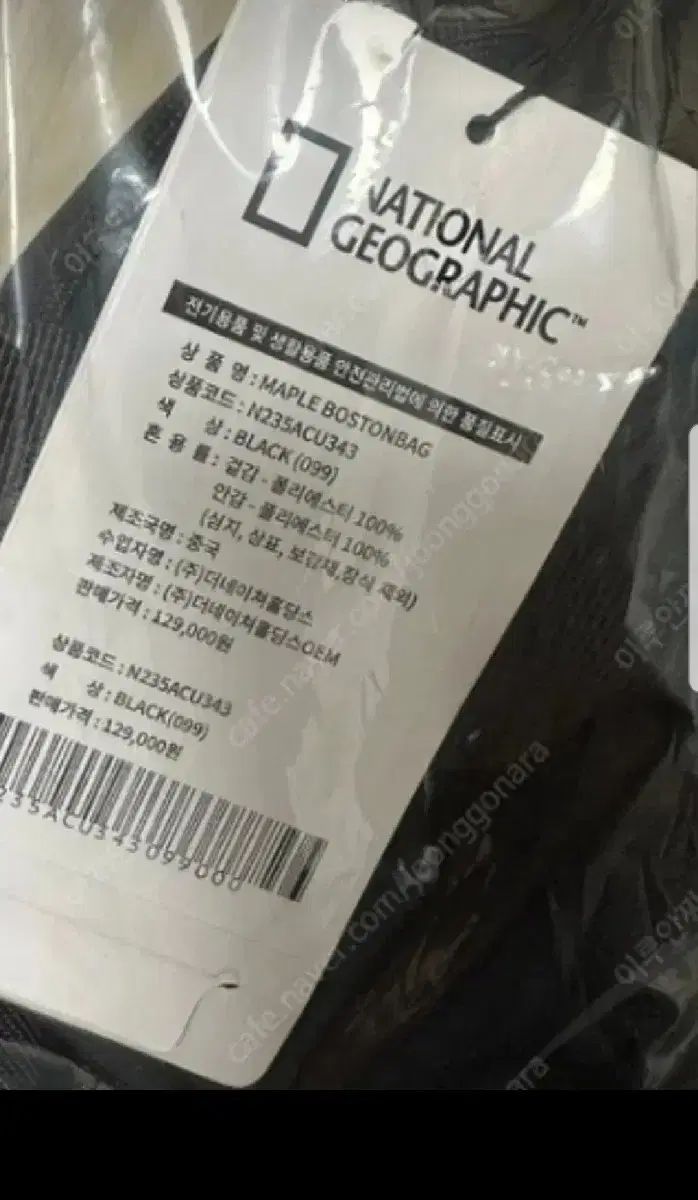 NATIONAL
GEOGRAPHIC™
전기용품 및 생활용품 안전관리법에 의한 품질표시
상 품 명 : MAPLE BOSTONBAG
상품코드 : N235ACU343
색 상 : BLACK (099)
혼 용 률 : 겉감 - 폴리에스터 100%
안감 - 폴리에스터 100%
(심지, 상표, 보강재, 장식 제외)
제조국명 : 중국
수입자명 : (주)더네이쳐홀딩스
제조자명 : (주)더네이쳐홀딩스OEM
판매가격 : 129,000원
상품코드 : N235ACU343
색 상 : BLACK(099)
판매가격 : 129,000원
235ACU343099000
cafe.naver.com/joonggonara